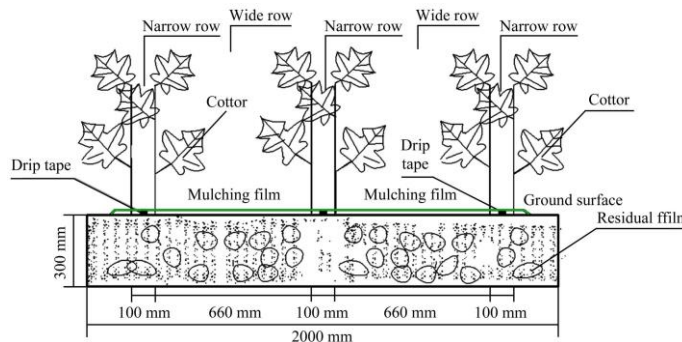 Wide row
Wide row
Narrow row
Narrow row
Narrow row
Cottor
Cottor
Drip tape
Drip
tape
Mulching film
Mulching film
Ground surface
Residual ffilm
300 mm
100 mm
660 mm
100 mm
660 mm
100 mm
2000 mm